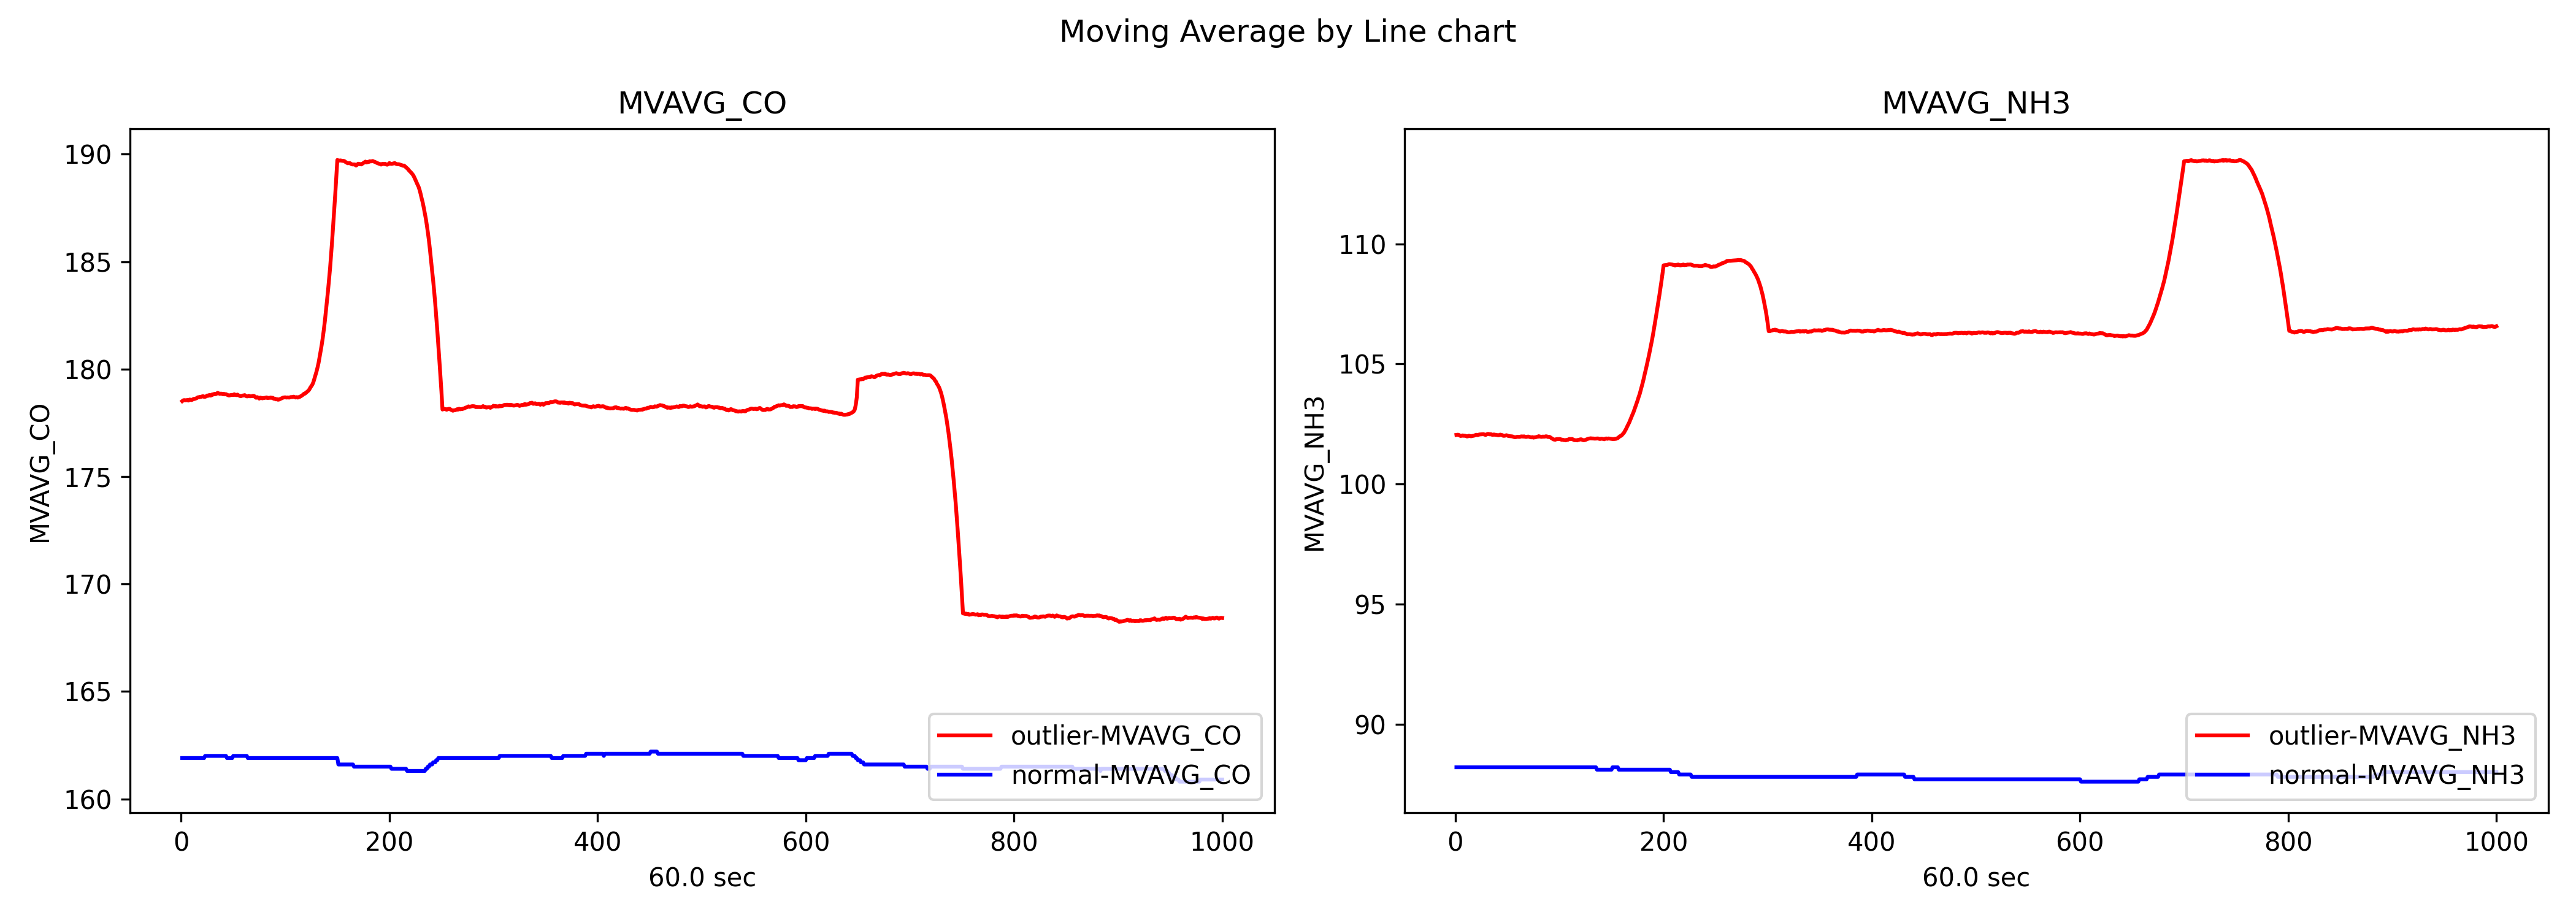 Moving Average by Line chart
MVAVG_CO
190
185
180
175
170
165
160
MVAVG_CO
0 200 400 600 800 1000
60.0 sec
outlier-MVAVG_CO
normal-MVAVG_CO
MVAVG_NH3
110
105
100
95
90
MVAVG_NH3
0 200 400 600 800 1000
60.0 sec
outlier-MVAVG_NH3
normal-MVAVG_NH3